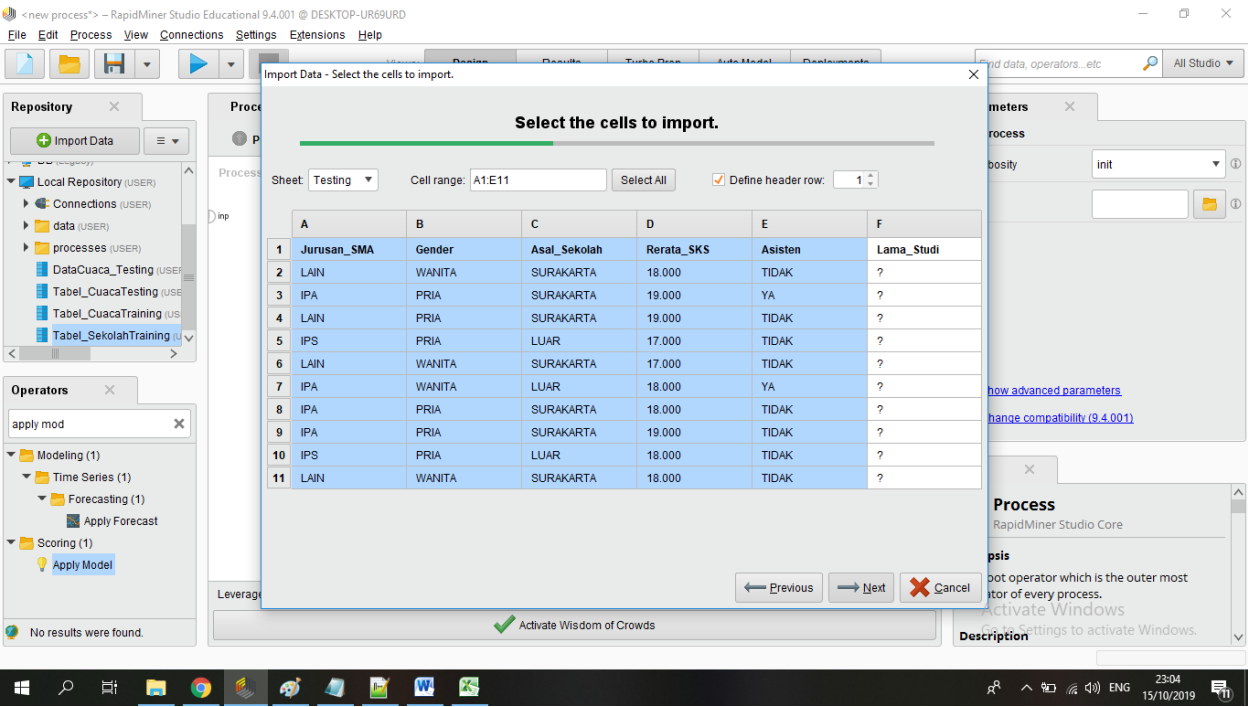 <new process*> – RapidMiner Studio Educational 9.4.001 @ DESKTOP-UR69URD
File Edit Process View Connections Settings Extensions Help
Find data, operators...etc
All Studio
Import Data - Select the cells to import.
Select the cells to import.
Sheet: Testing Cell range: A1:E11 Select All Define header row: 1
A B C D E F
1 Jurusan_SMA Gender Asal_Sekolah Rerata_SKS Asisten Lama_Studi
2 LAIN WANITA SURAKARTA 18.000 TIDAK ?
3 IPA PRIA SURAKARTA 19.000 YA ?
4 LAIN PRIA SURAKARTA 19.000 TIDAK ?
5 IPS PRIA LUAR 17.000 TIDAK ?
6 LAIN WANITA SURAKARTA 17.000 TIDAK ?
7 IPA WANITA LUAR 18.000 YA ?
8 IPA PRIA SURAKARTA 18.000 TIDAK ?
9 IPA PRIA SURAKARTA 19.000 TIDAK ?
10 IPS PRIA LUAR 18.000 TIDAK ?
11 LAIN WANITA SURAKARTA 18.000 TIDAK ?
Previous Next Cancel
Repository
Import Data
Local Repository (USER)
Connections (USER)
data (USER)
processes (USER)
DataCuaca_Testing (USE
Tabel_CuacaTesting (USE
Tabel_CuacaTraining (US
Tabel_SekolahTraining (U
Operators
apply mod
Modeling (1)
Time Series (1)
Forecasting (1)
Apply Forecast
Scoring (1)
Apply Model
No results were found.
Proce
P
Process
inp
Leverage
Activate Wisdom of Crowds
meters
rocess
bosity init
how advanced parameters
hange compatibility (9.4.001)
Process
RapidMiner Studio Core
psis
oot operator which is the outer most
ator of every process.
Description
Activate Windows
Go to Settings to activate Windows.
ENG
23:04
15/10/2019
11